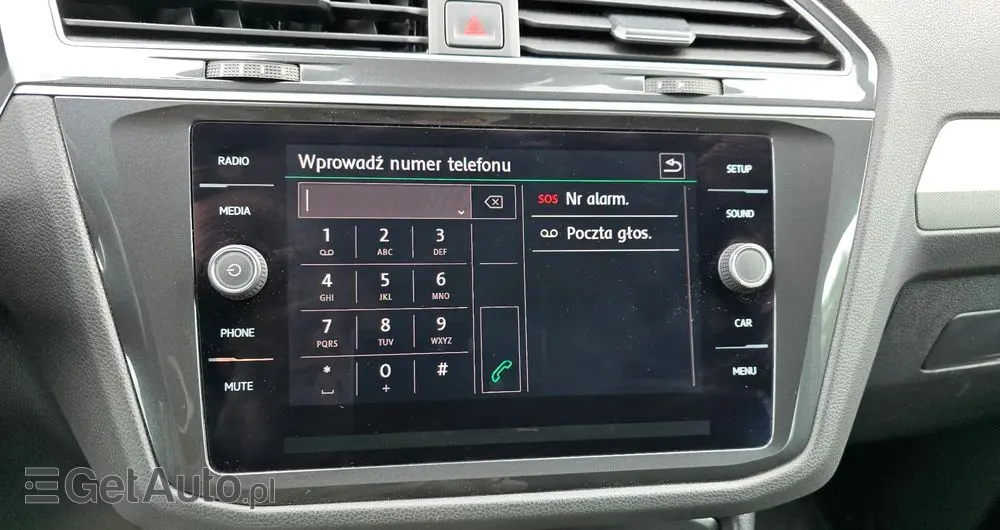 RADIO
MEDIA
PHONE
MUTE
Wprowadź numer telefonu
1
2 ABC
3 DEF
4 GHI
5 JKL
6 MNO
7 PQRS
8 TUV
9 WXYZ
*
0 +
#
SOS Nr alarm.
Poczta głos.
SETUP
SOUND
CAR
MENU
GetAuto.pl